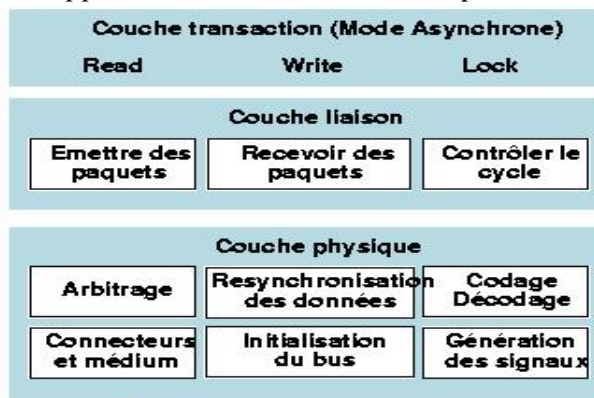 Couche transaction (Mode Asynchrone)
Read Write Lock
Couche liaison
Emettre des paquets
Recevoir des paquets
Contrôler le cycle
Couche physique
Arbitrage
Resynchronisation des données
Codage Décodage
Connecteurs et médium
Initialisation du bus
Génération des signaux